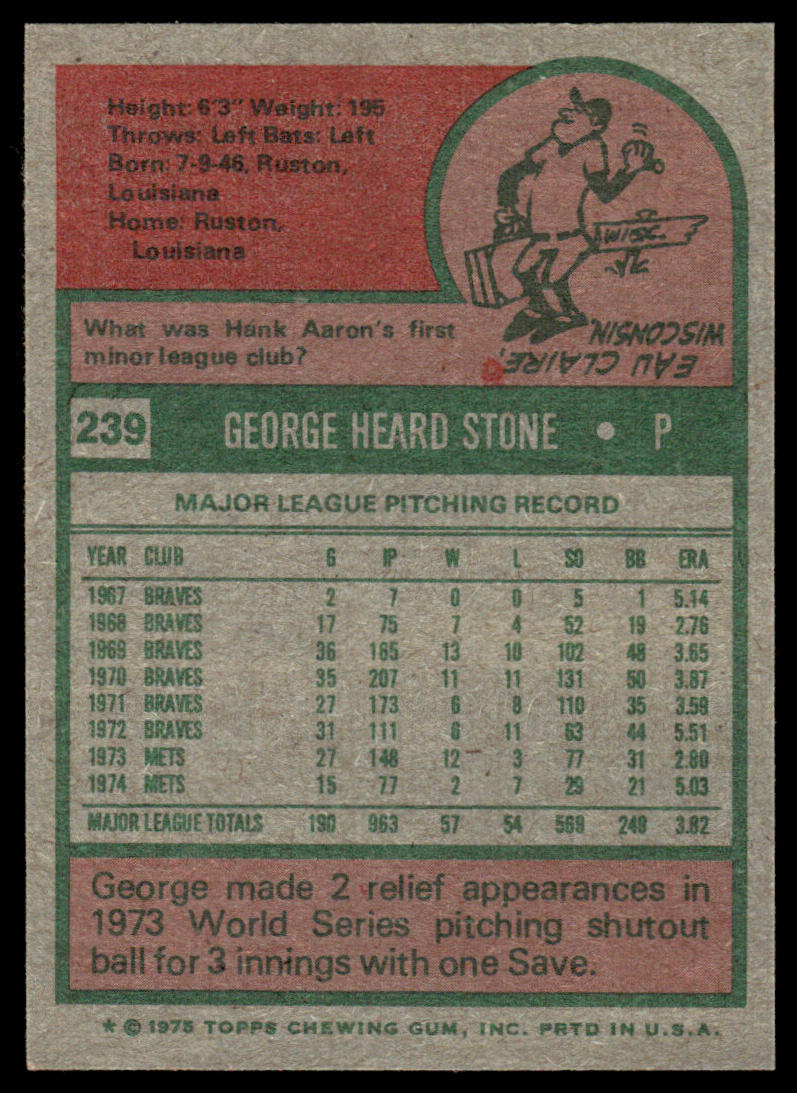 Height: 6'3" Weight: 195
Throws: Left Bats: Left
Born: 7-9-46, Ruston,
Louisiana
Home: Ruston,
Louisiana
What was Hank Aaron's first
minor league club?
EAU CLAIRE,
WISCONSIN.
239 GEORGE HEARD STONE • P
MAJOR LEAGUE PITCHING RECORD
YEAR CLUB G IP W L SO BB ERA
1967 BRAVES 2 7 0 0 5 1 5.14
1968 BRAVES 17 75 7 4 52 19 2.76
1969 BRAVES 36 165 13 10 102 48 3.65
1970 BRAVES 35 207 11 11 131 50 3.87
1971 BRAVES 27 173 6 8 110 35 3.59
1972 BRAVES 31 111 6 11 63 44 5.51
1973 METS 27 148 12 3 77 31 2.80
1974 METS 15 77 2 7 29 21 5.03
MAJOR LEAGUE TOTALS 190 963 57 54 569 249 3.82
George made 2 relief appearances in
1973 World Series pitching shutout
ball for 3 innings with one Save.
* © 1975 TOPPS CHEWING GUM, INC. PRTD IN U.S.A.